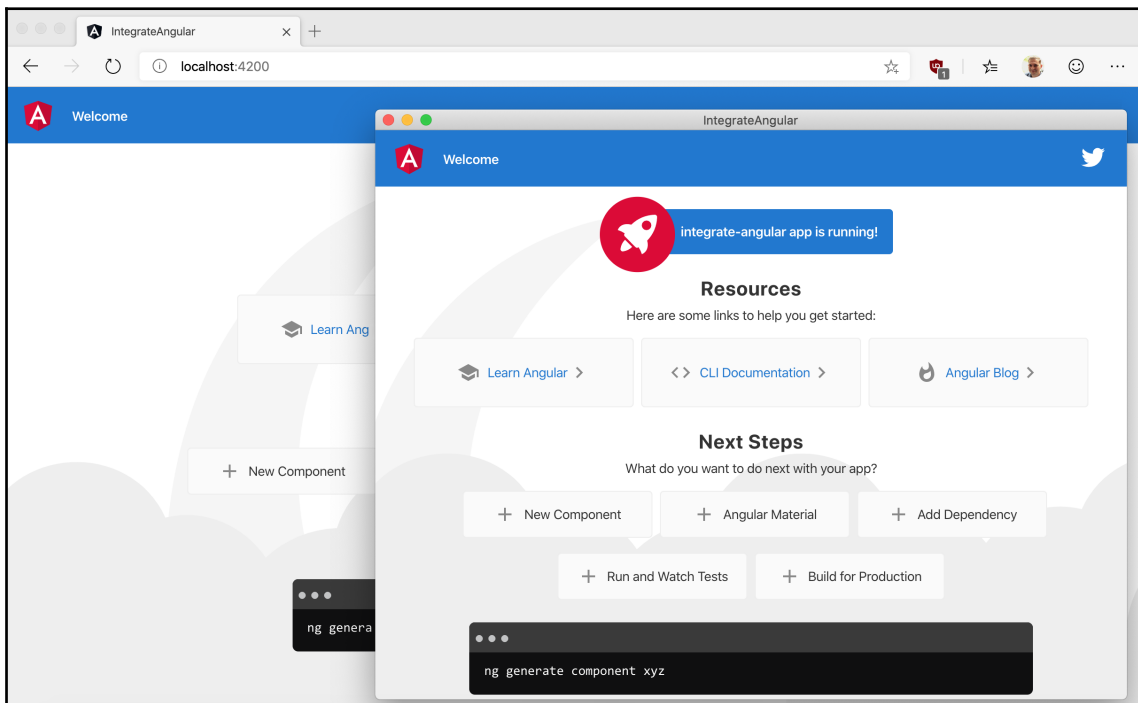 IntegrateAngular
localhost:4200
1
Welcome
Learn Ang
New Component
ng genera
IntegrateAngular
Welcome
integrate-angular app is running!
Resources
Here are some links to help you get started:
Learn Angular
CLI Documentation
Angular Blog
Next Steps
What do you want to do next with your app?
New Component
Angular Material
Add Dependency
Run and Watch Tests
Build for Production
ng generate component xyz